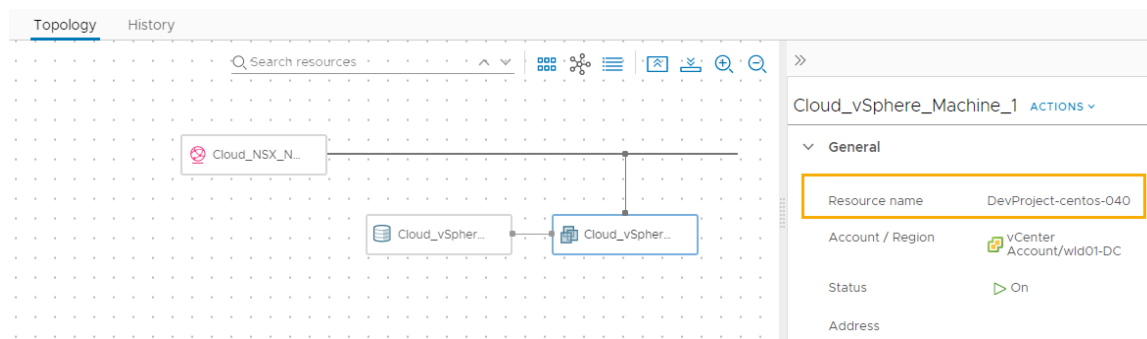 Topology History
Search resources
Cloud_NSX_N...
Cloud_vSpher...
Cloud_vSpher...
Cloud_vSphere_Machine_1 ACTIONS
General
Resource name DevProject-centos-040
Account / Region vCenter
Account/wld01-DC
Status On
Address